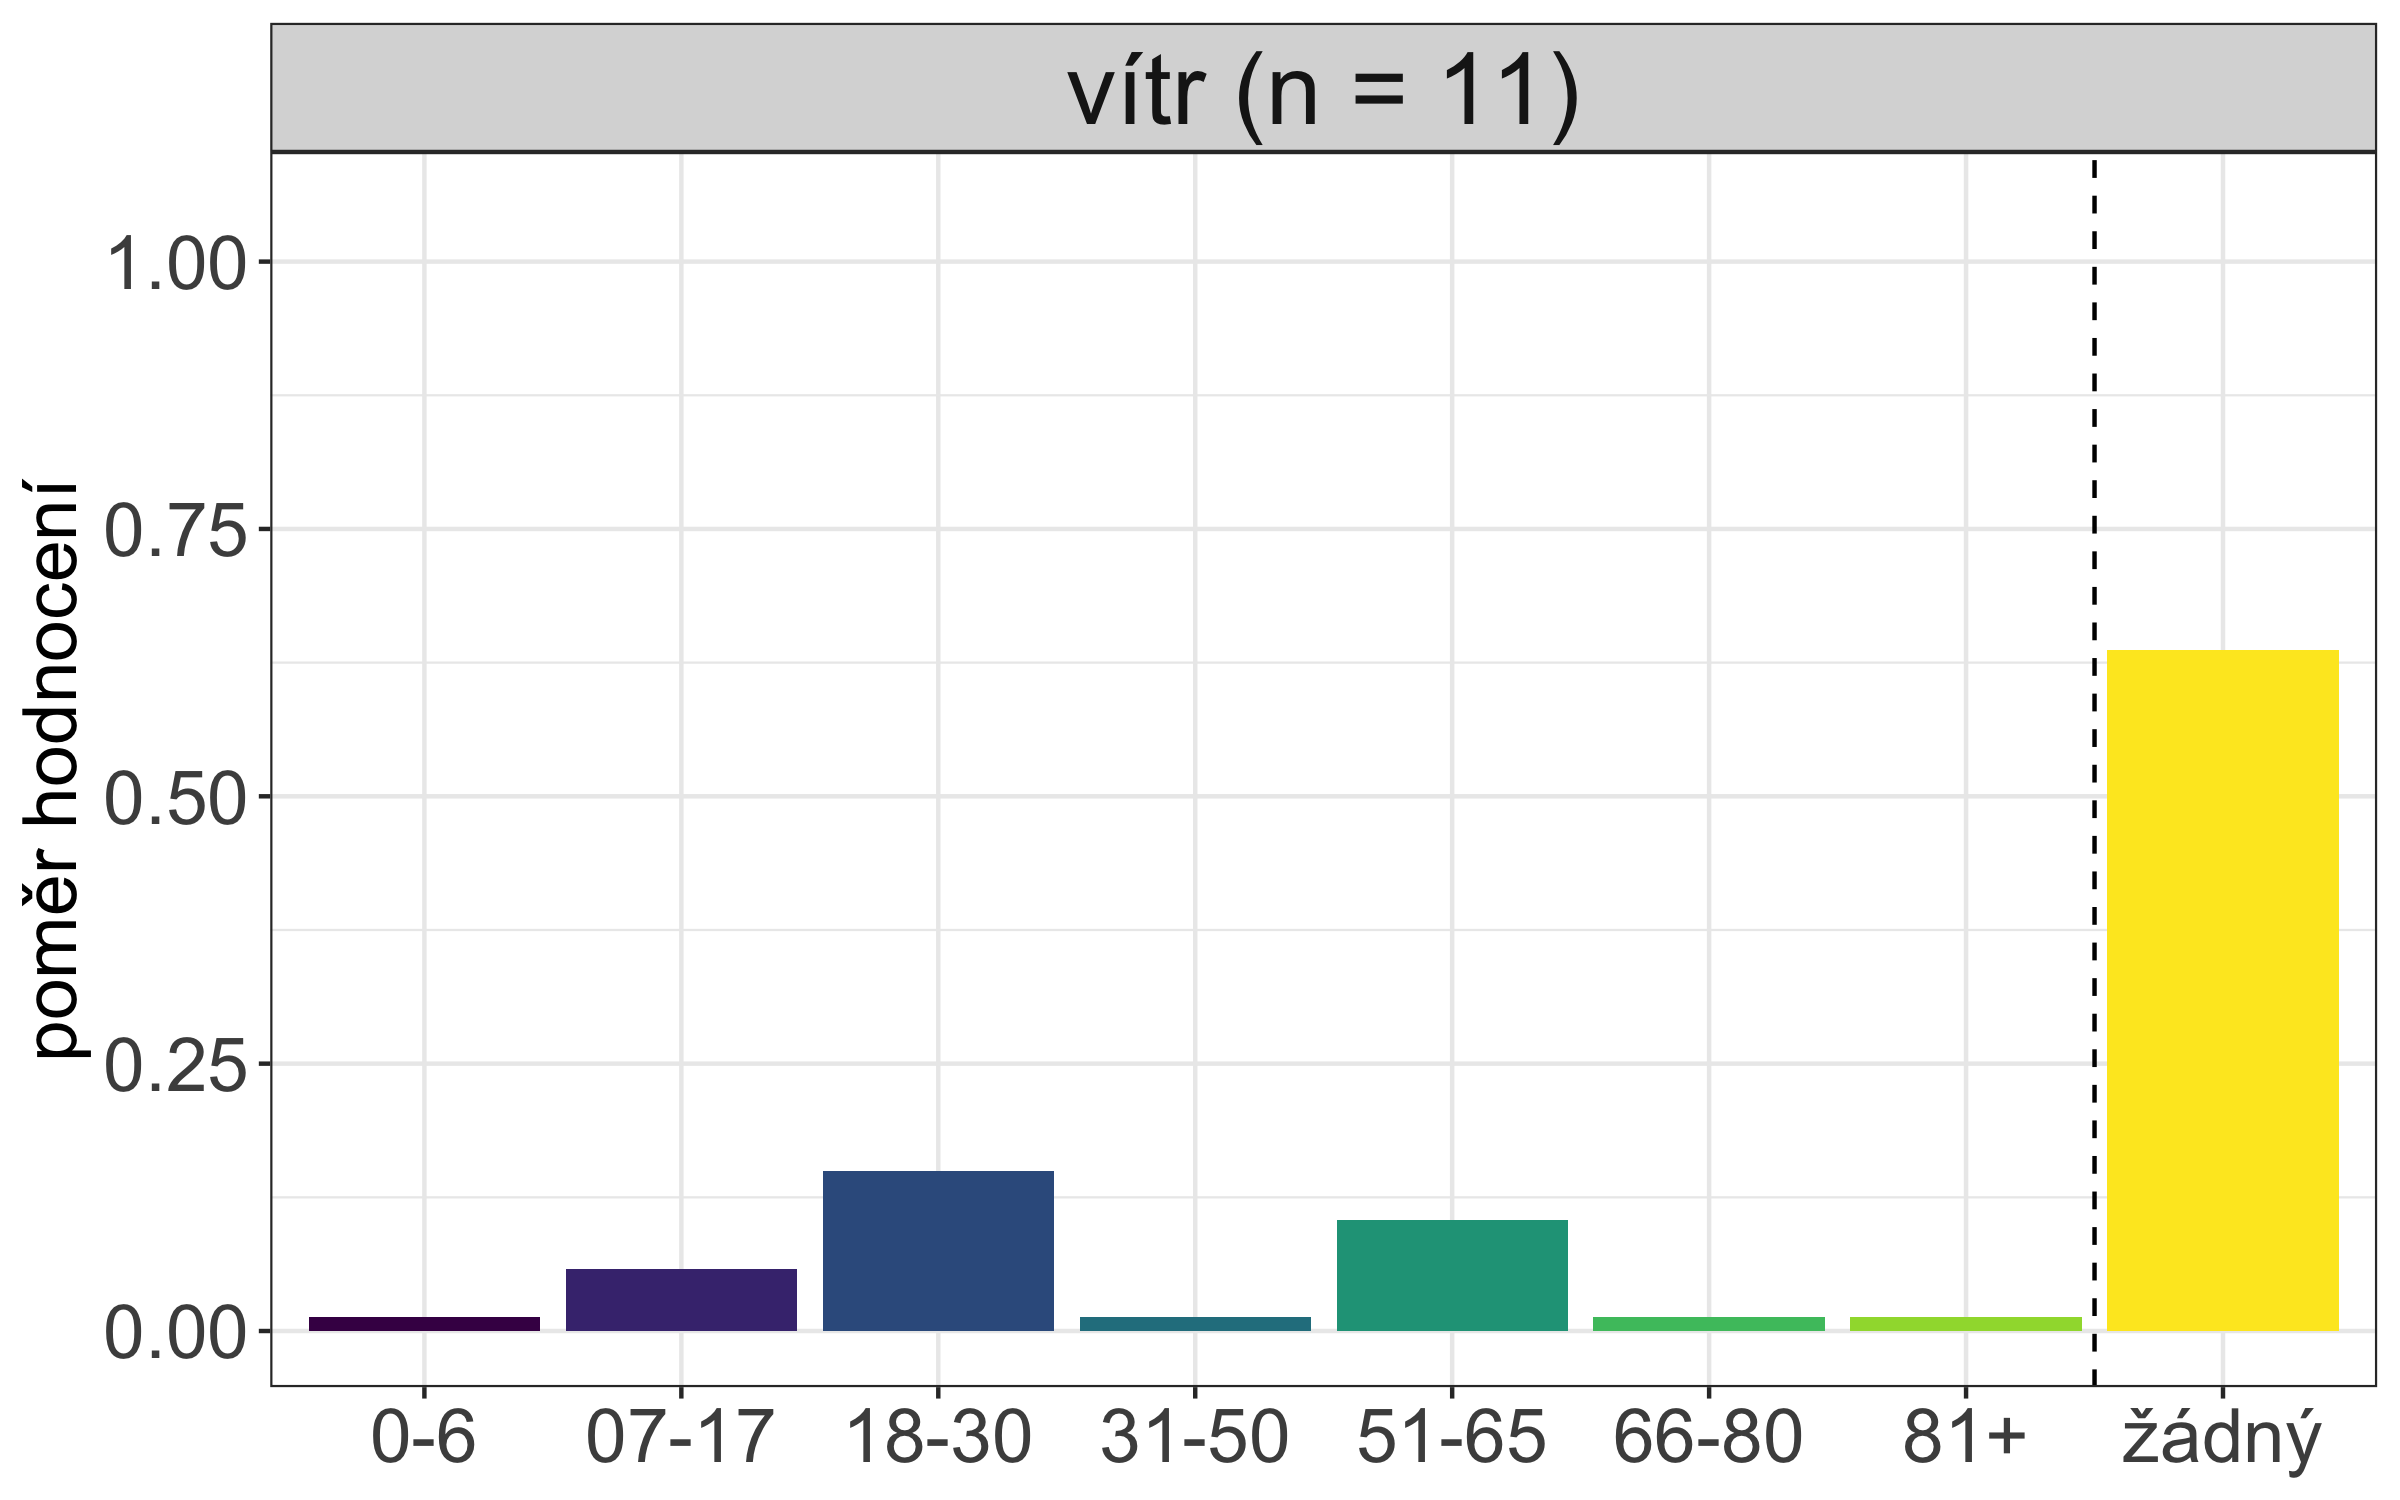 vítr (n = 11)
poměr hodnocení
1.00
0.75
0.50
0.25
0.00
0-6 07-17 18-30 31-50 51-65 66-80 81+ žádný